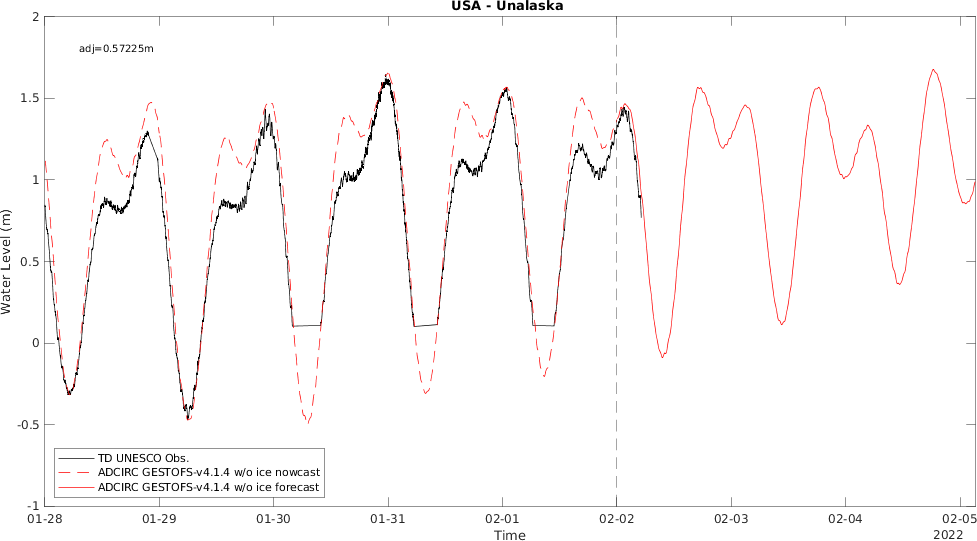 USA - Unalaska
adj=0.57225m
2
1.5
1
0.5
0
-0.5
-1
Water Level (m)
TD UNESCO Obs.
ADCIRC GESTOFS-v4.1.4 w/o ice nowcast
ADCIRC GESTOFS-v4.1.4 w/o ice forecast
01-28 01-29 01-30 01-31 02-01 02-02 02-03 02-04 02-05
Time
2022